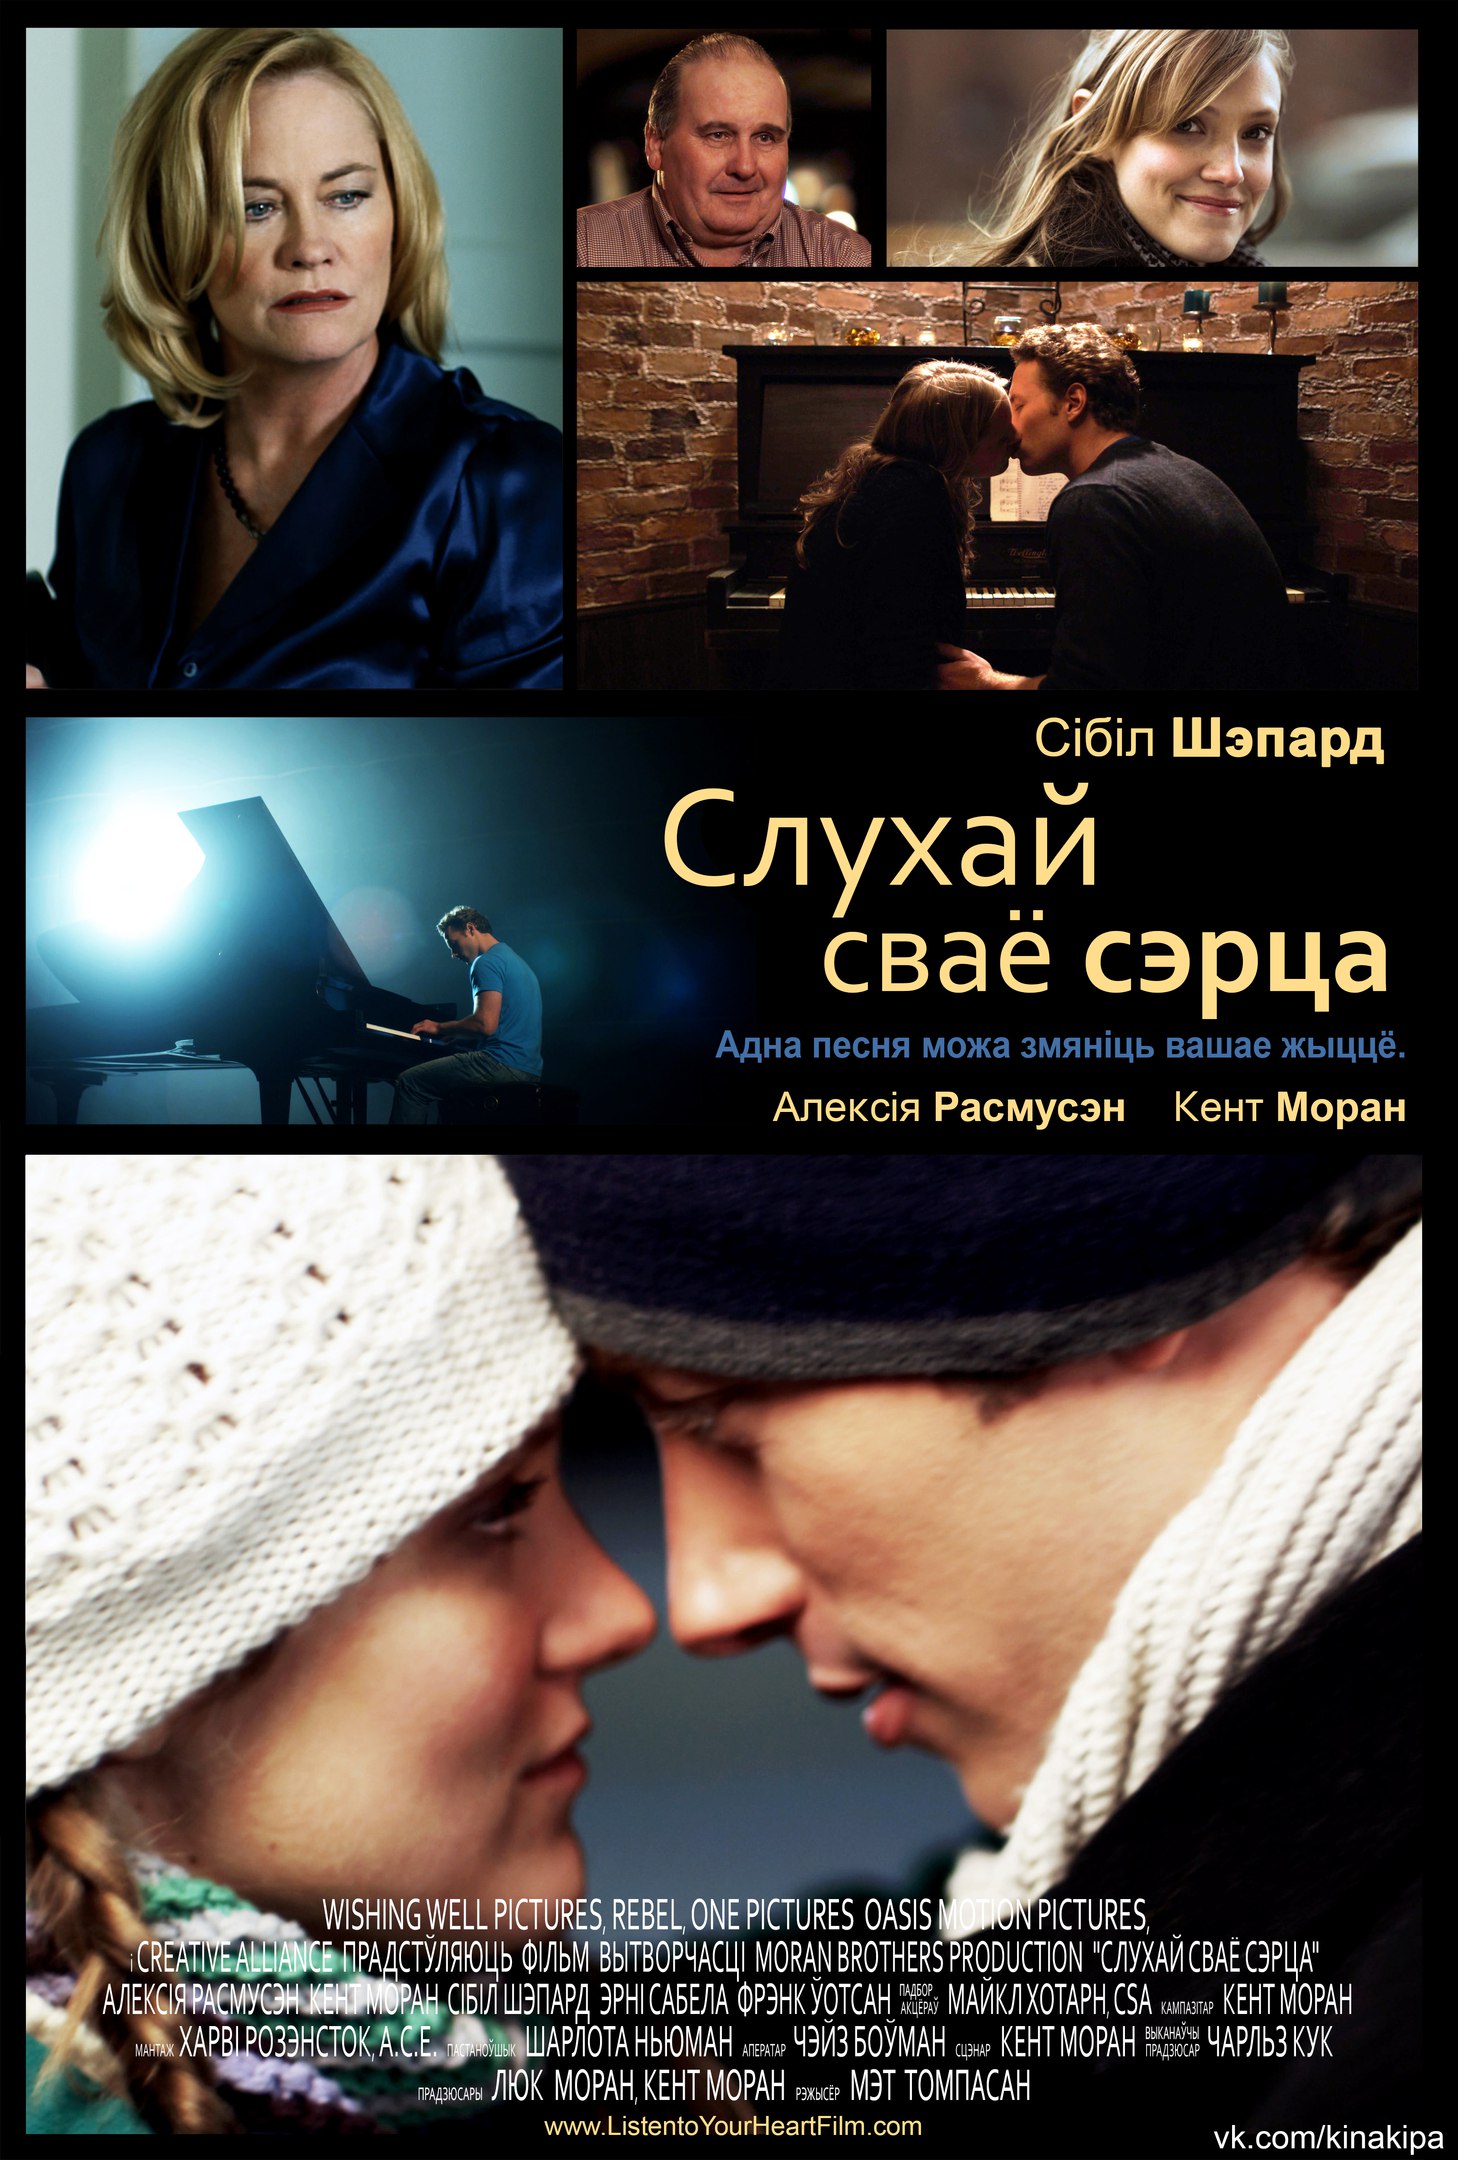 Сібіл Шэпард
Слухай
сваё сэрца
Адна песня можа змяніць вашае жыццё.
Алексія Расмусэн Кент Моран
WISHING WELL PICTURES, REBEL, ONE PICTURES OASIS MOTION PICTURES,
і CREATIVE ALLIANCE ПРАДСТЎЛЯЮЦЬ ФІЛЬМ ВЫТВОРЧАСЦІ MORAN BROTHERS PRODUCTION "СЛУХАЙ СВАЁ СЭРЦА"
АЛЕКСІЯ РАСМУСЭН КЕНТ МОРАН СІБІЛ ШЭПАРД ЭРНІ САБЕЛА ФРЭНК ЎОТСАН ПАДБОР АКЦЁРАЎ МАЙКЛ ХОТАРН, CSA КАМПАЗІТАР КЕНТ МОРАН
МАНТАЖ ХАРВІ РОЗЭНСТОК, A.C.E. ПАСТАНОЎШЫК ШАРЛОТА НЬЮМАН АПЕРАТАР ЧЭЙЗ БОЎМАН СЦЭНАР КЕНТ МОРАН ВЫКАНАЎЧЫ ПРАДЗЮСАР ЧАРЛЬЗ КУК
ПРАДЗЮСАРЫ ЛЮК МОРАН, КЕНТ МОРАН РЭЖЫСЁР МЭТ ТОМПАСАН
www.ListentoYourHeartFilm.com
vk.com/kinakipa